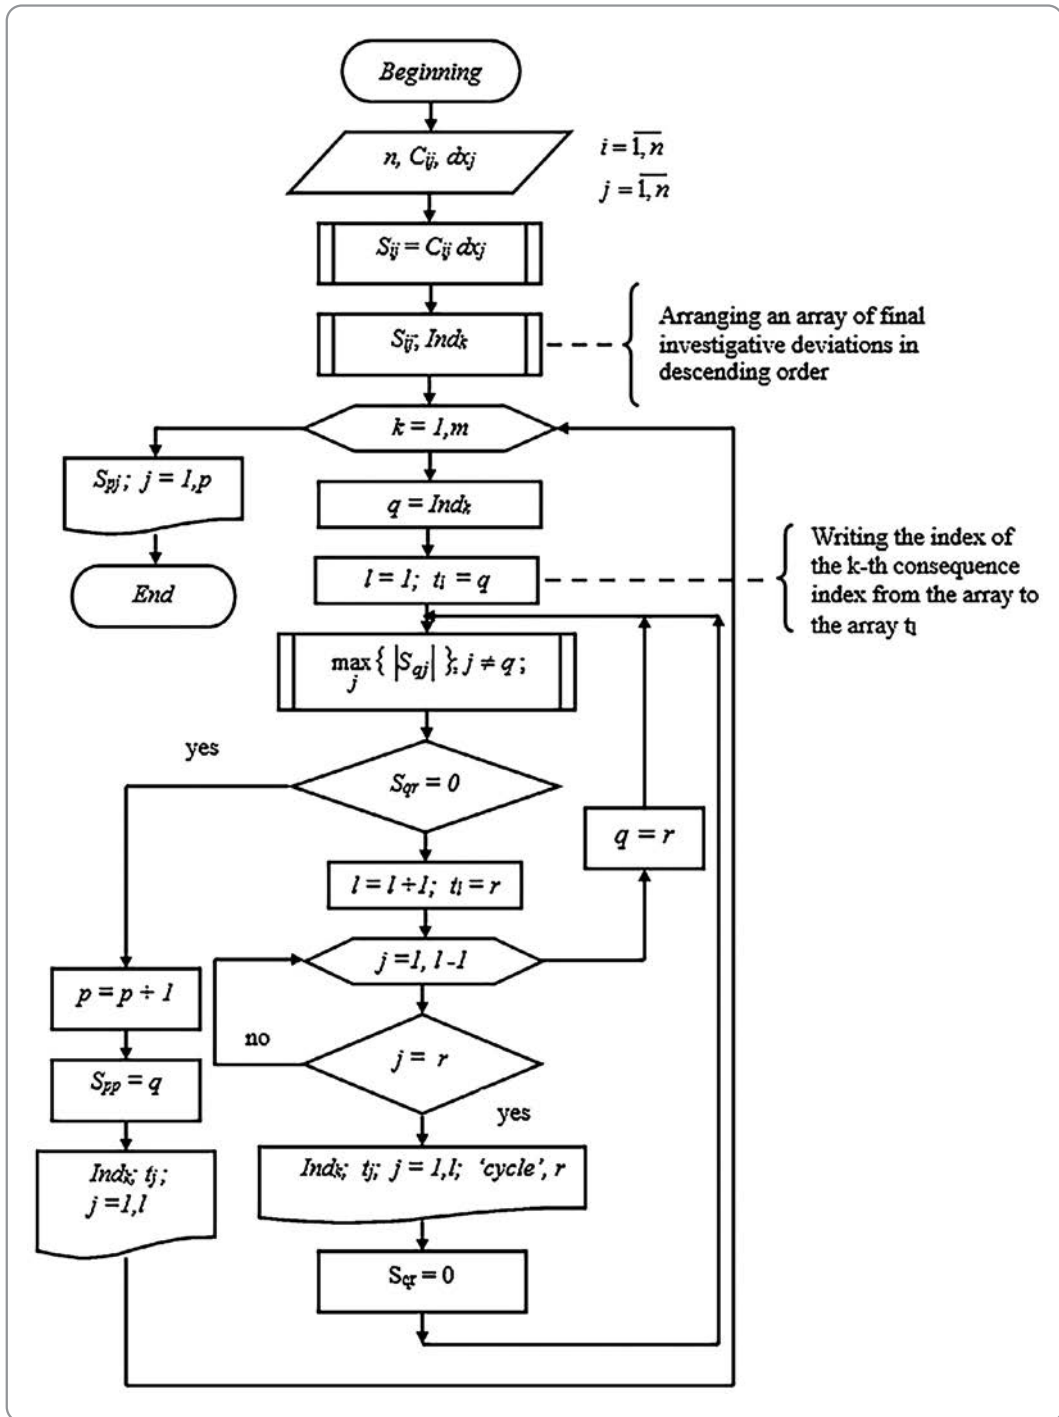 Beginning
n, Cij, dxj
i = 1,n
j = 1,n
Sij = Cij dxj
Sij, Indk
Arranging an array of final
investigative deviations in
descending order
k = 1,m
Spj; j = 1,p
q = Indk
Writing the index of
the k-th consequence
index from the array to
the array tl
End
l = 1; tl = q
max{ |Sqj| }: j ≠ q ;
j
yes
Sqr = 0
q = r
l = l + 1; tl = r
j = 1, l - 1
p = p + 1
no
j = r
Spp = q
yes
Indk; tj;
j = 1,l
Indk; tj; j = 1,l; 'cycle', r
Sqr = 0